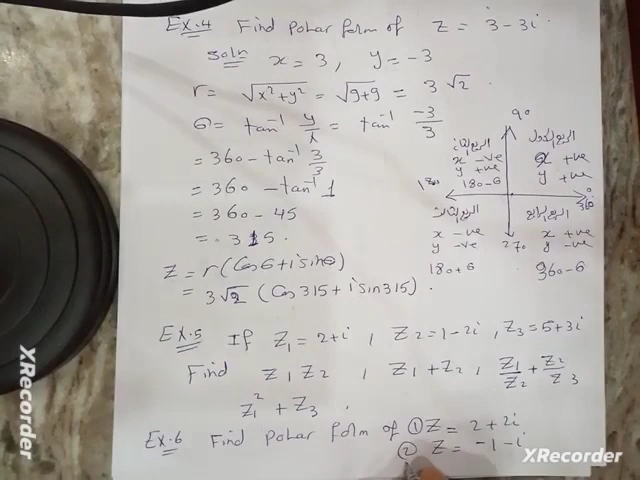 Ex.4 Find polar form of z = 3 - 3i
soln x = 3 , y = -3
r = √x²+y² = √9+9 = 3√2
θ = tan⁻¹ y/x = tan⁻¹ -3/3
= 360 - tan⁻¹ 3/3
= 360 - tan⁻¹ 1
= 360 - 45
= 315.
z = r(Cosθ + i sinθ)
= 3√2 (Cos 315 + i sin 315).
90
الربع الثاني
x -ve
y +ve
180-θ
الربع الاول
x +ve
y +ve
180
0
360
الربع الثالث
x -ve
y -ve
180+θ
270
الربع الرابع
x +ve
y -ve
360-θ
Ex.5 If Z₁ = 2+i , Z₂ = 1-2i , Z₃ = 5+3i
Find Z₁Z₂ , Z₁+Z₂ , Z₁/Z₂ + Z₂/Z₃
Z₁² + Z₃ .
Ex.6 Find polar form of ① Z = 2+2i
② Z = -1-i
XRecorder
XRecorder